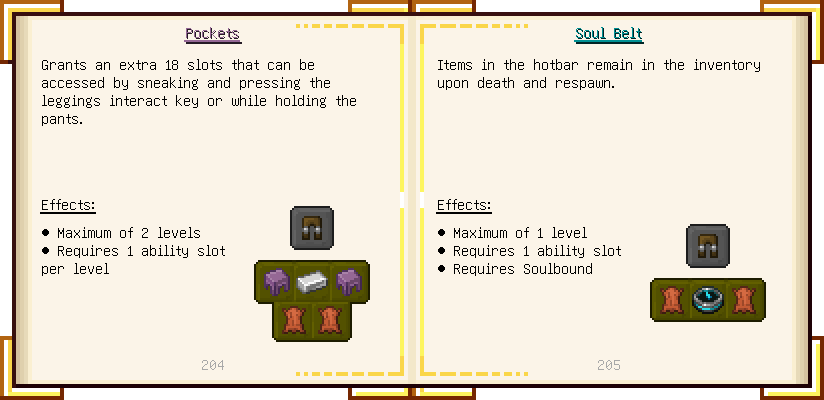 Pockets
Grants an extra 18 slots that can be
accessed by sneaking and pressing the
leggings interact key or while holding the
pants.
Effects:
● Maximum of 2 levels
● Requires 1 ability slot
per level
204
Soul Belt
Items in the hotbar remain in the inventory
upon death and respawn.
Effects:
● Maximum of 1 level
● Requires 1 ability slot
● Requires Soulbound
205